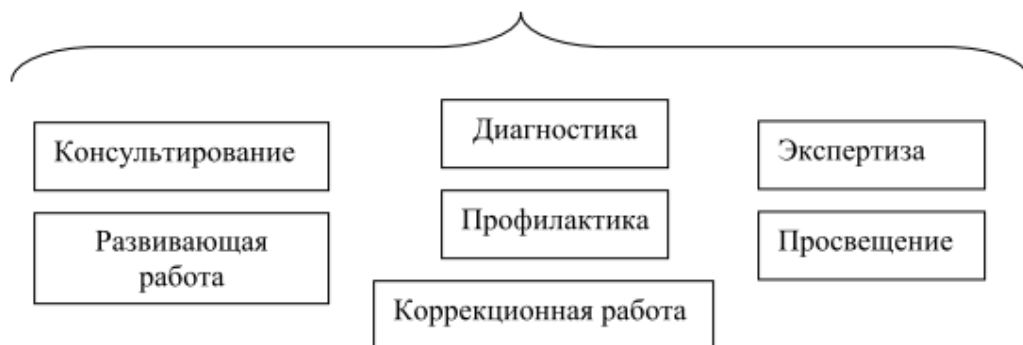 Консультирование
Развивающая
работа
Диагностика
Профилактика
Коррекционная работа
Экспертиза
Просвещение